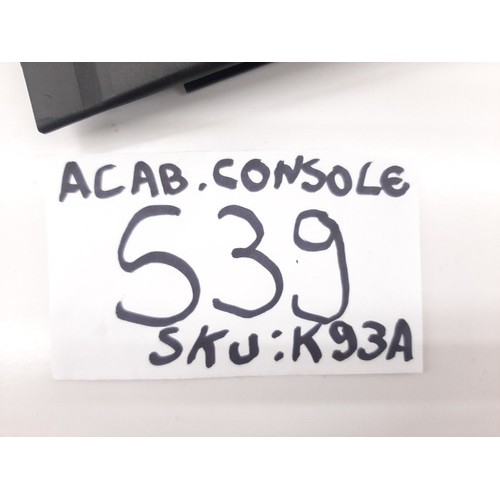 ACAB. CONSOLE
539
SKU: K93A